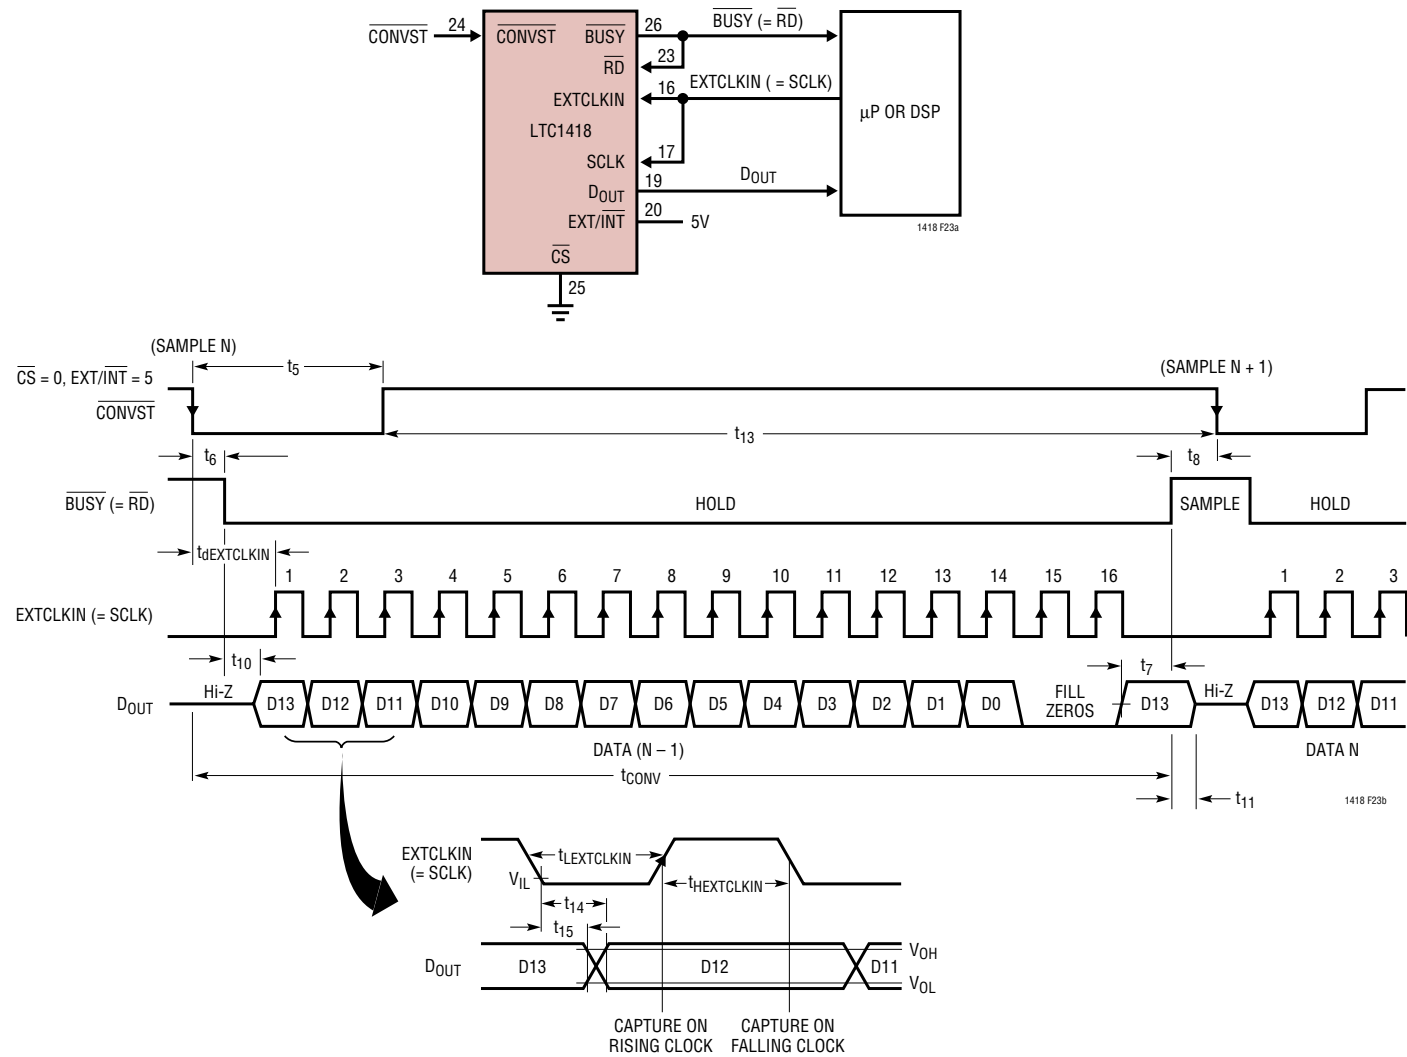 CONVST 24 CONVST BUSY 26 BUSY (= RD)
RD 23
EXTCLKIN 16 EXTCLKIN ( = SCLK)
µP OR DSP
LTC1418
SCLK 17
DOUT 19 DOUT
EXT/INT 20 5V
1418 F23a
CS
25
(SAMPLE N)
t5
(SAMPLE N + 1)
CS = 0, EXT/INT = 5
CONVST
t13
t6
t8
BUSY (= RD)
HOLD
SAMPLE
HOLD
tdEXTCLKIN
1 2 3 4 5 6 7 8 9 10 11 12 13 14 15 16 1 2 3
EXTCLKIN (= SCLK)
t10
t7
Hi-Z
FILL
ZEROS
Hi-Z
DOUT
D13 D12 D11 D10 D9 D8 D7 D6 D5 D4 D3 D2 D1 D0 D13 D13 D12 D11
DATA (N – 1)
DATA N
tCONV
t11
1418 F23b
EXTCLKIN
(= SCLK)
tLEXTCLKIN
VIL
tHEXTCLKIN
t14
t15
VOH
DOUT
D13
D12
D11
VOL
CAPTURE ON
RISING CLOCK
CAPTURE ON
FALLING CLOCK